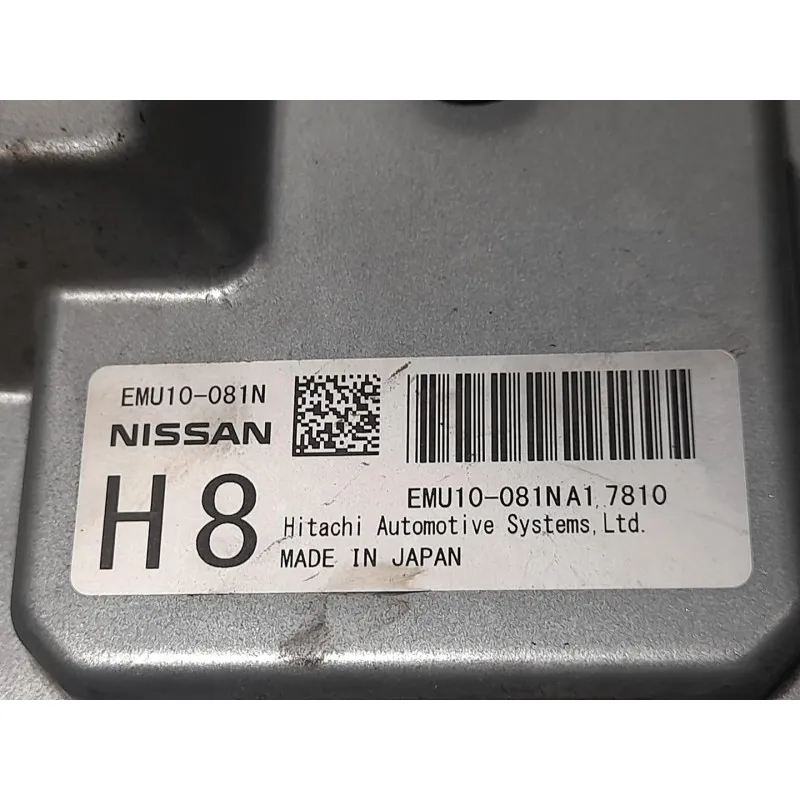 EMU10-081N
NISSAN
H8
EMU10-081NA1 7810
Hitachi Automotive Systems, Ltd.
MADE IN JAPAN